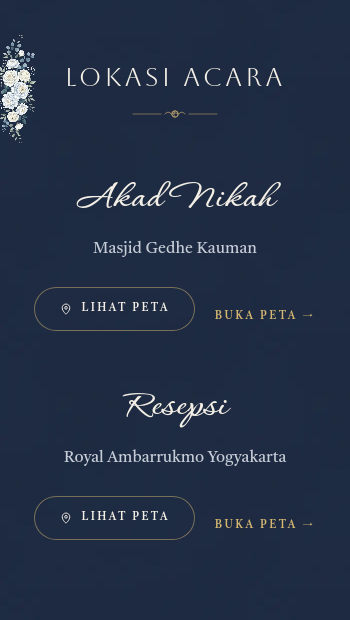 LOKASI ACARA
Akad Nikah
Masjid Gedhe Kauman
LIHAT PETA
BUKA PETA →
Resepsi
Royal Ambarrukmo Yogyakarta
LIHAT PETA
BUKA PETA →